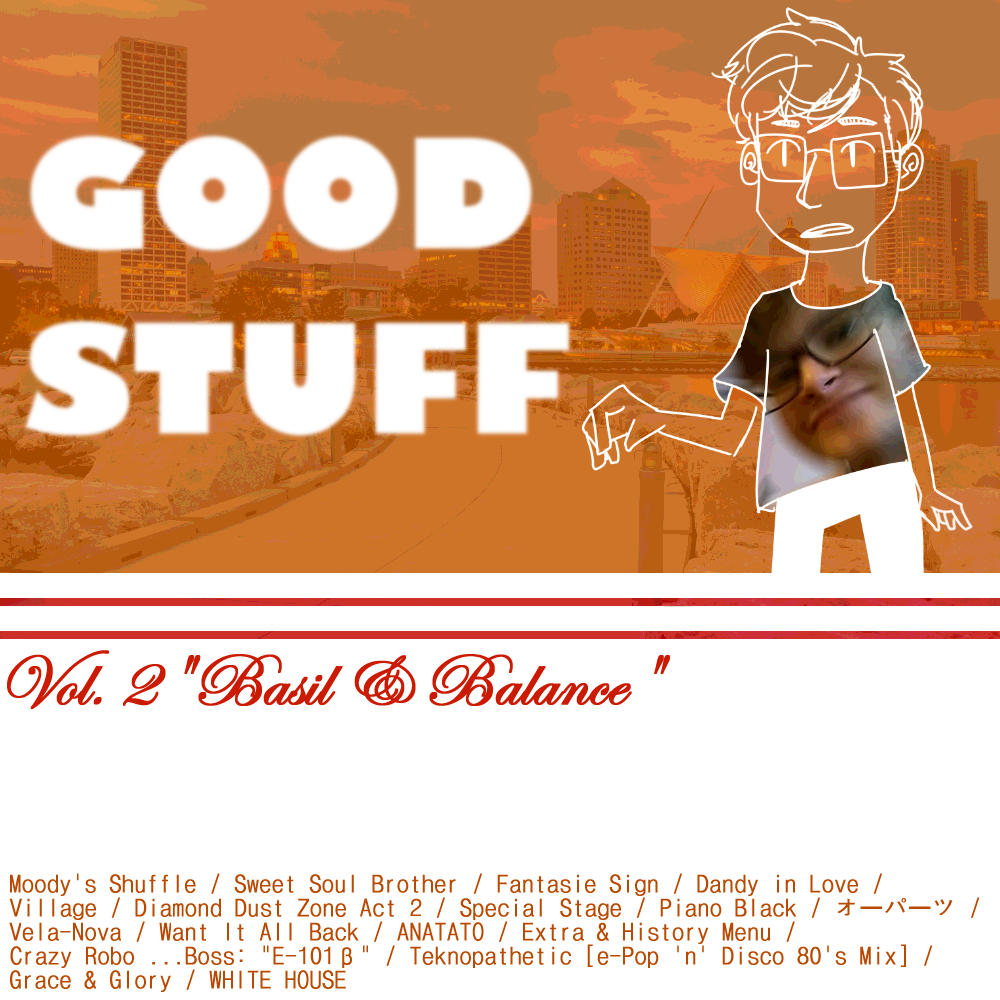 GOOD
STUFF
Vol. 2 "Basil & Balance "
Moody's Shuffle / Sweet Soul Brother / Fantasie Sign / Dandy in Love /
Village / Diamond Dust Zone Act 2 / Special Stage / Piano Black / オーパーツ /
Vela-Nova / Want It All Back / ANATATO / Extra & History Menu /
Crazy Robo ...Boss: "E-101β" / Teknopathetic [e-Pop 'n' Disco 80's Mix] /
Grace & Glory / WHITE HOUSE